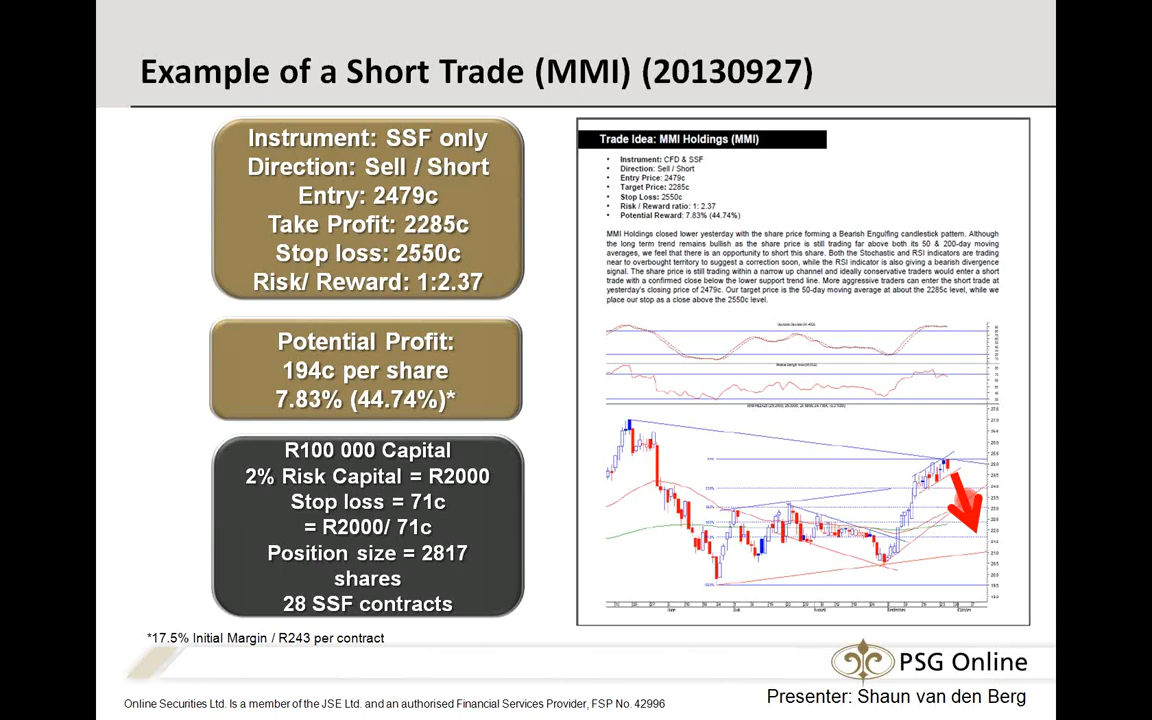 Example of a Short Trade (MMI) (20130927)
Instrument: SSF only
Direction: Sell / Short
Entry: 2479c
Take Profit: 2285c
Stop loss: 2550c
Risk/ Reward: 1:2.37
Potential Profit:
194c per share
7.83% (44.74%)*
R100 000 Capital
2% Risk Capital = R2000
Stop loss = 71c
= R2000/ 71c
Position size = 2817
shares
28 SSF contracts
*17.5% Initial Margin / R243 per contract
Trade Idea: MMI Holdings (MMI)
• Instrument: CFD & SSF
• Direction: Sell / Short
• Entry Price: 2479c
• Target Price: 2285c
• Stop Loss: 2550c
• Risk / Reward ratio: 1: 2.37
• Potential Reward: 7.83% (44.74%)
MMI Holdings closed lower yesterday with the share price forming a Bearish Engulfing candlestick pattern. Although
the long term trend remains bullish as the share price is still trading far above both its 50 & 200-day moving
averages, we feel that there is an opportunity to short this share. Both the Stochastic and RSI indicators are trading
near to overbought territory to suggest a correction soon, while the RSI indicator is also giving a bearish divergence
signal. The share price is still trading within a narrow up channel and ideally conservative traders would enter a short
trade with a confirmed close below the lower support trend line. More aggressive traders can enter the short trade at
yesterday's closing price of 2479c. Our target price is the 50-day moving average at about the 2285c level, while we
place our stop as a close above the 2550c level.
PSG Online
Presenter: Shaun van den Berg
Online Securities Ltd. Is a member of the JSE Ltd. and an authorised Financial Services Provider, FSP No. 42996